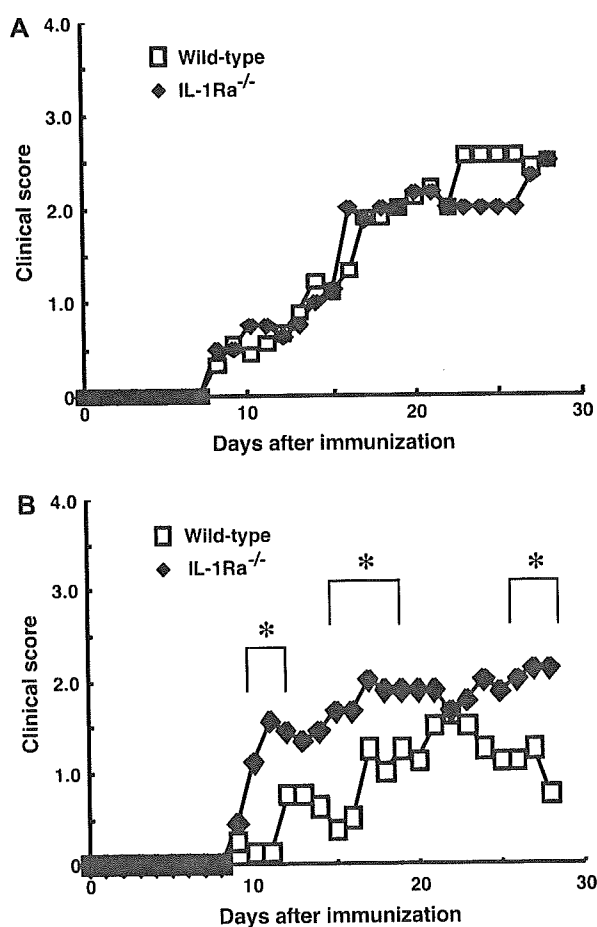 A
4.0
Wild-type
IL-1Ra-/-
3.0
Clinical score
2.0
1.0
0
0 10 20 30
Days after immunization
B
4.0
Wild-type
IL-1Ra-/-
* * *
3.0
Clinical score
2.0
1.0
0
0 10 20 30
Days after immunization